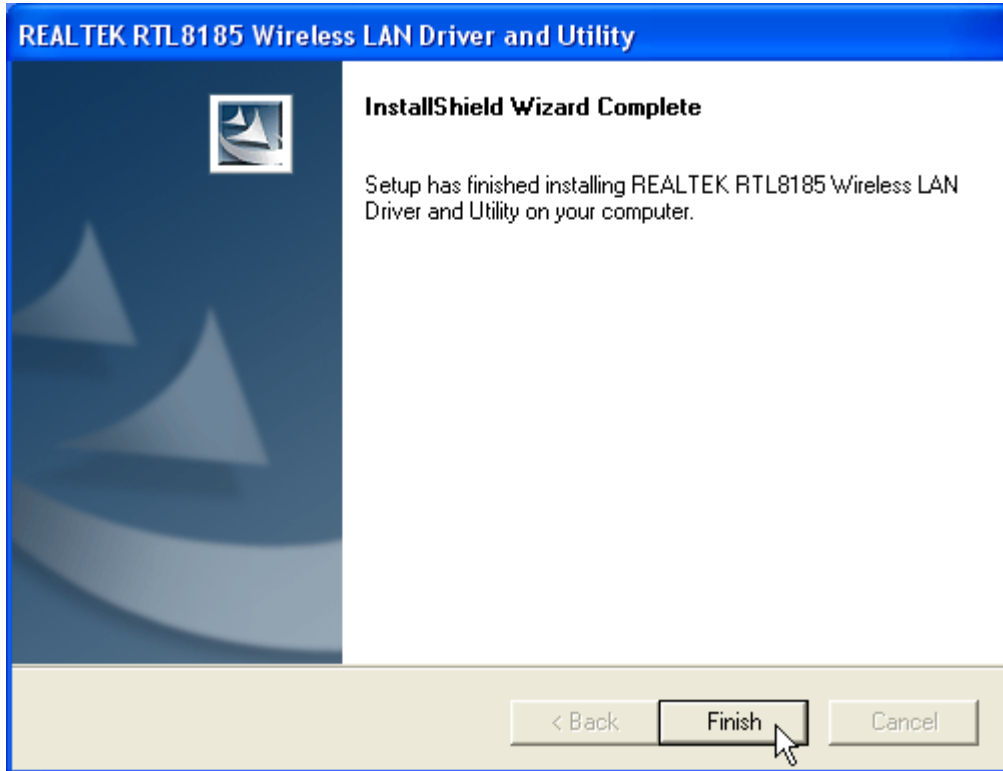 REALTEK RTL8185 Wireless LAN Driver and Utility
InstallShield Wizard Complete
Setup has finished installing REALTEK RTL8185 Wireless LAN
Driver and Utility on your computer.
< Back Finish Cancel